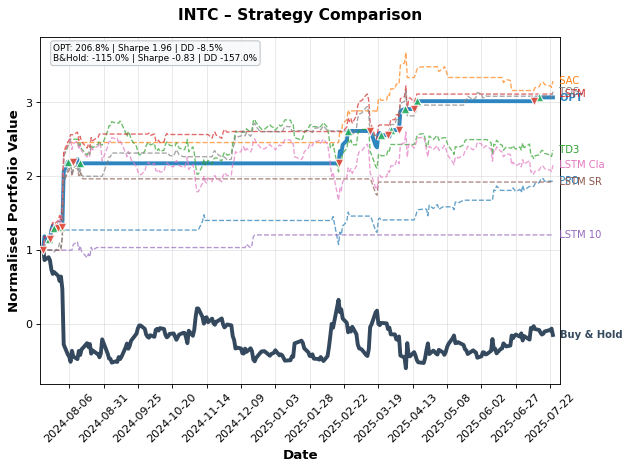 INTC – Strategy Comparison
OPT: 206.8% | Sharpe 1.96 | DD -8.5%
B&Hold: -115.0% | Sharpe -0.83 | DD -157.0%
Normalised Portfolio Value
3
2
1
0
SAC
OPT
TD3
LSTM Cla
LSTM SR
LSTM 10
Buy & Hold
2024-08-06
2024-08-31
2024-09-25
2024-10-20
2024-11-14
2024-12-09
2025-01-03
2025-01-28
2025-02-22
2025-03-19
2025-04-13
2025-05-08
2025-06-02
2025-06-27
2025-07-22
Date